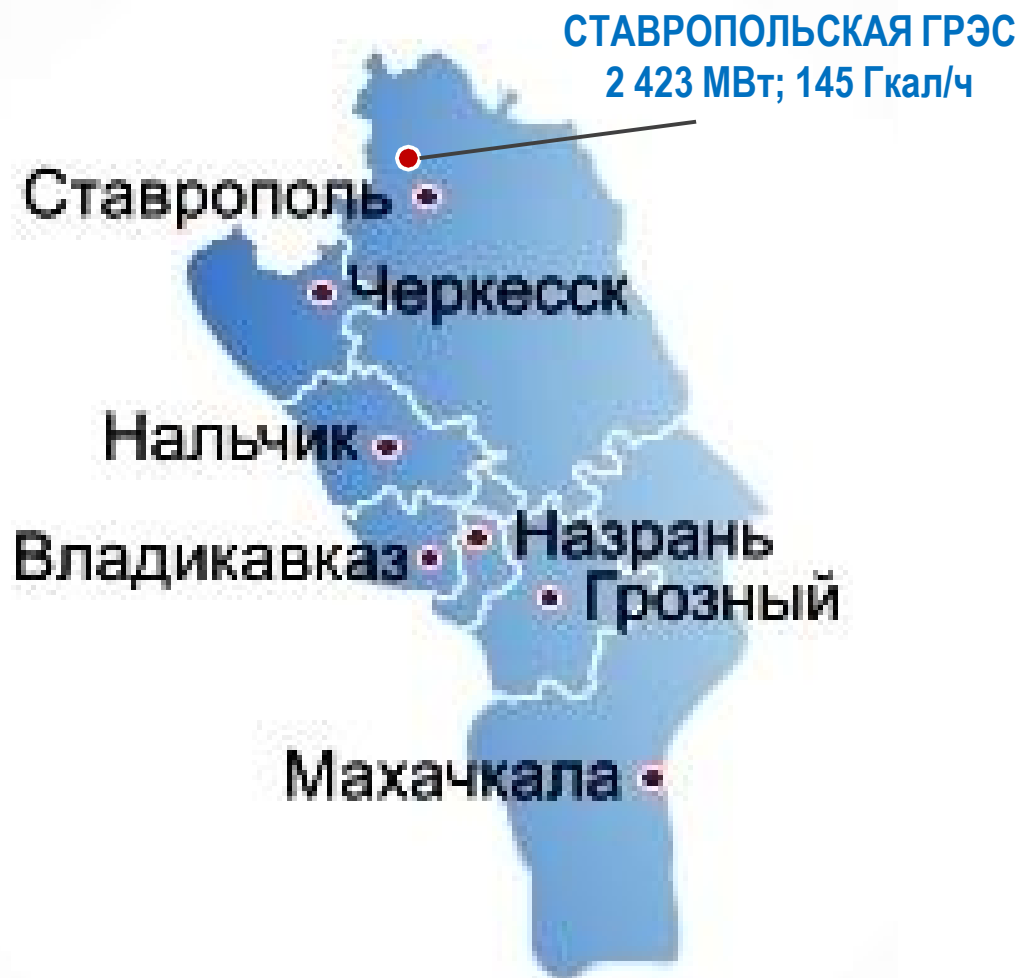 СТАВРОПОЛЬСКАЯ ГРЭС
2 423 МВт; 145 Гкал/ч
Ставрополь
Черкесск
Нальчик
Назрань
Владикавказ
Грозный
Махачкала